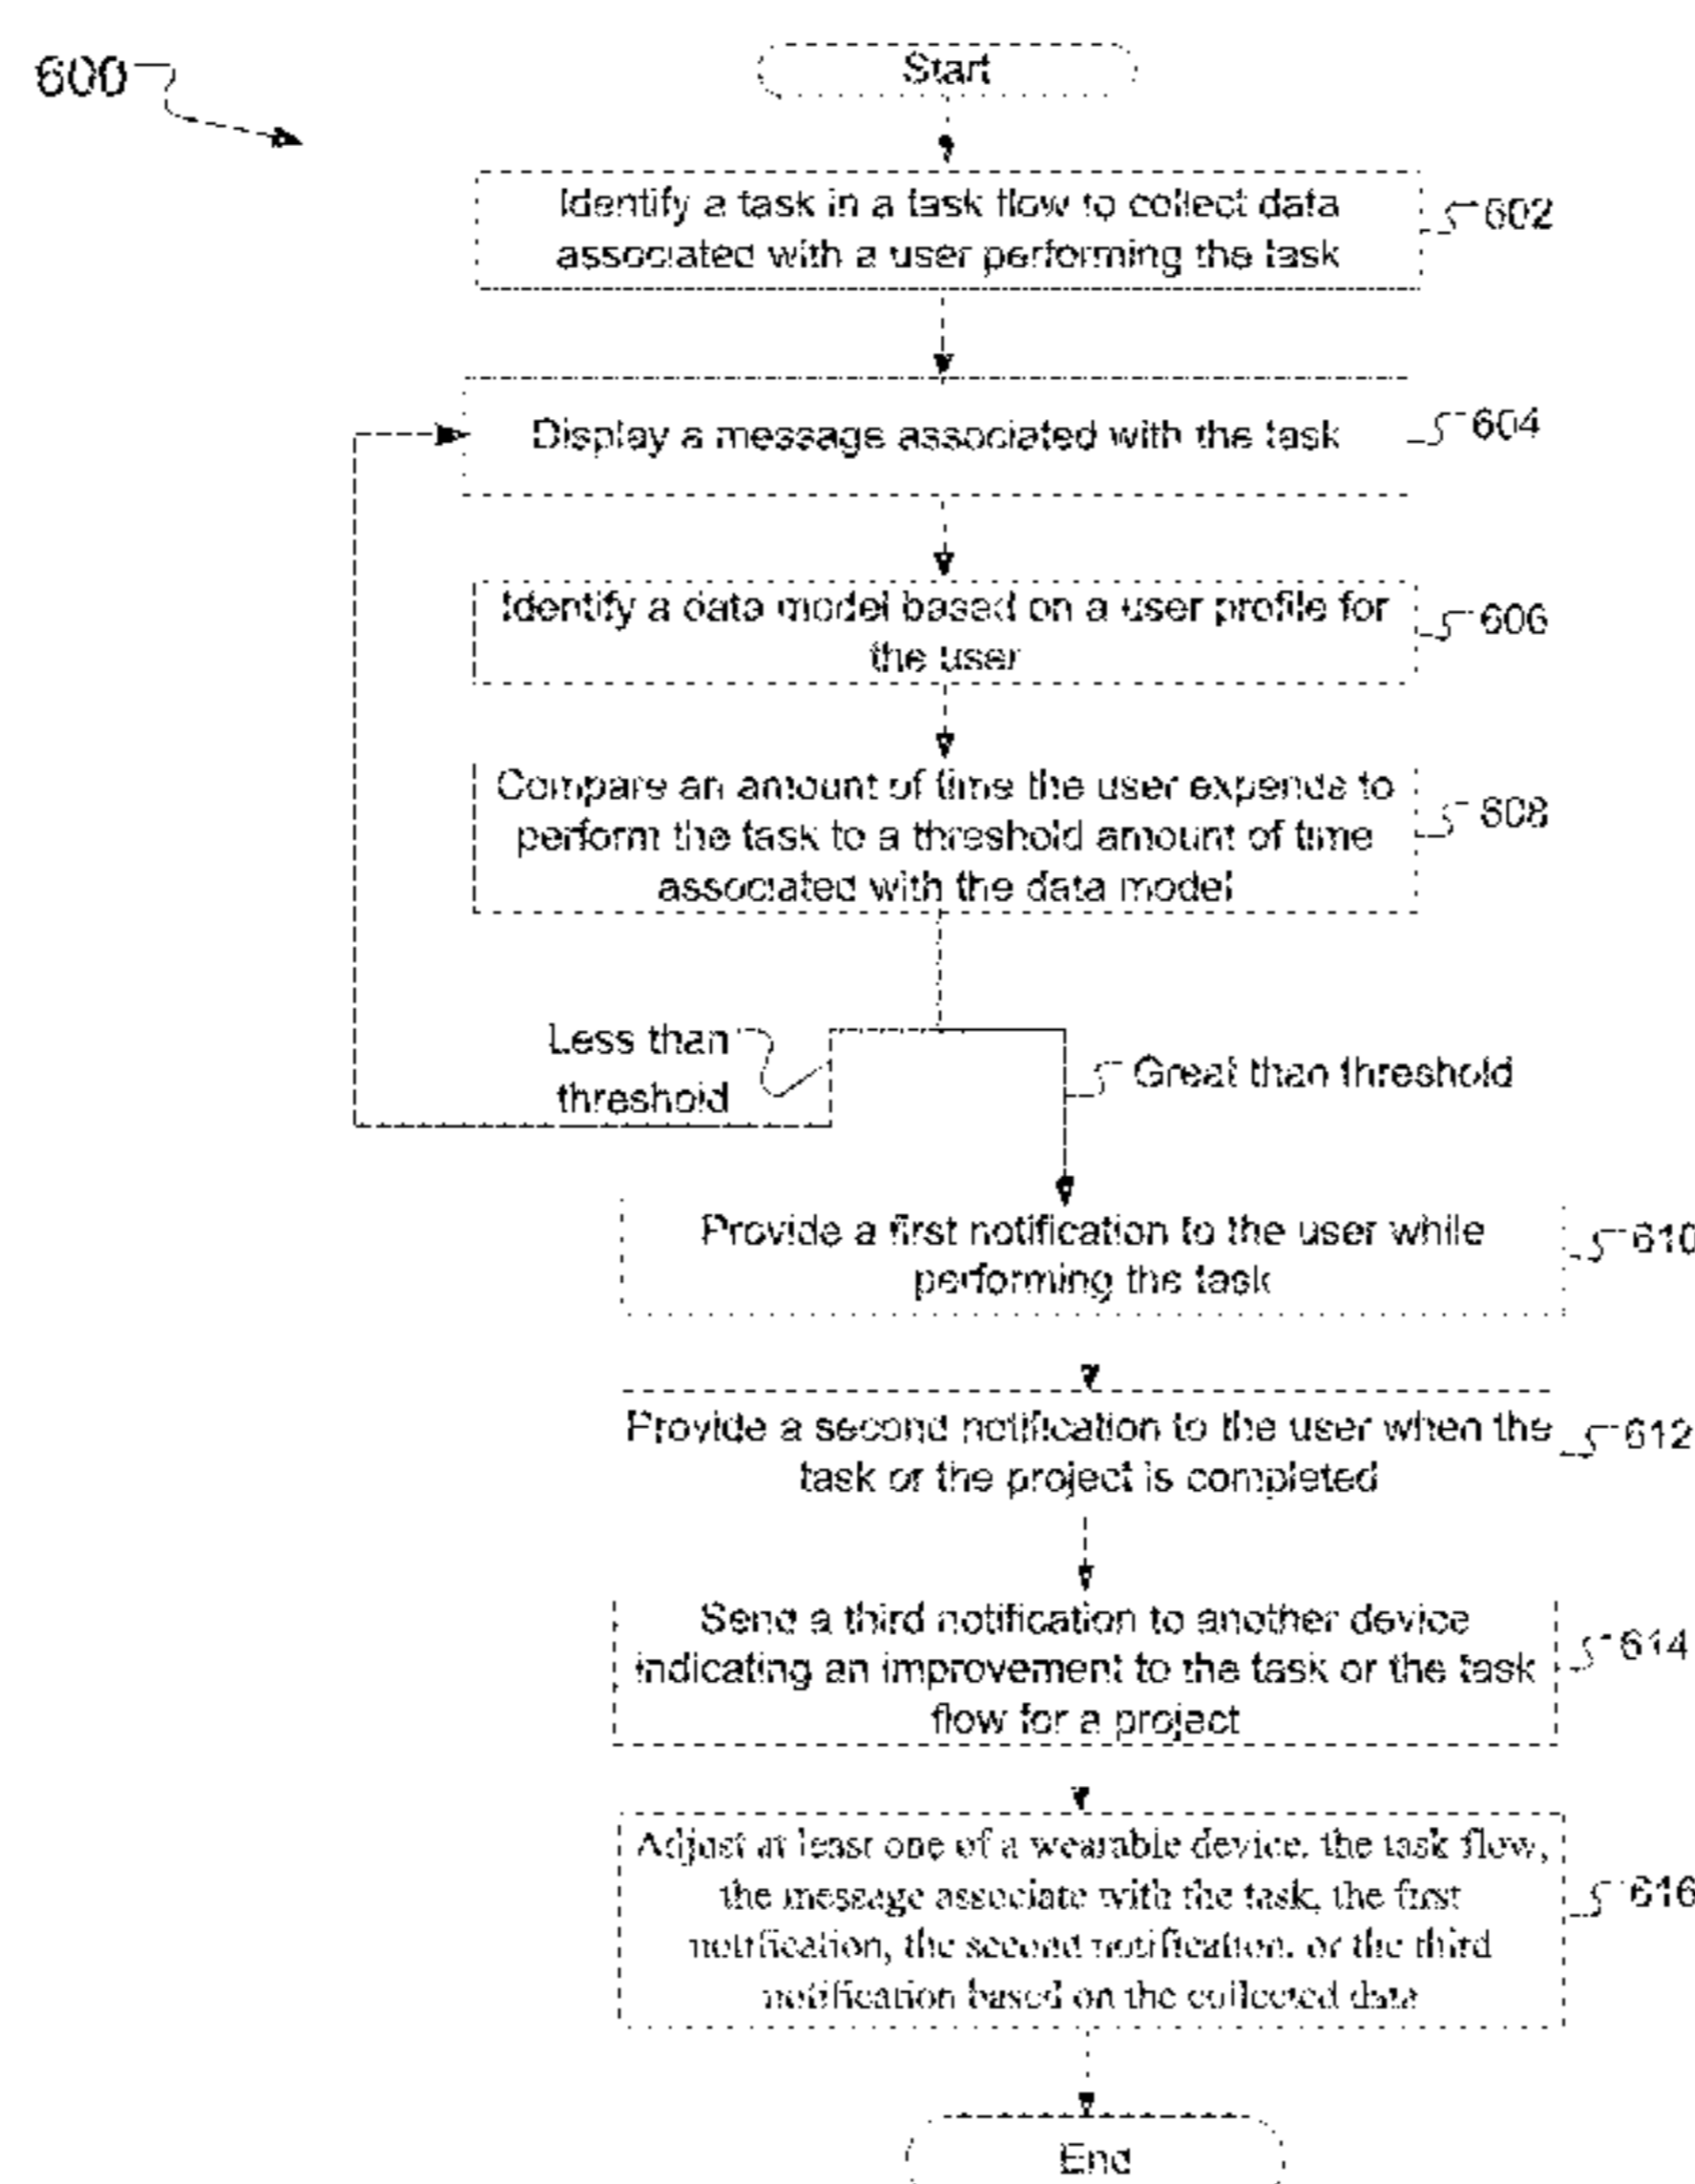 600
Start
Identify a task in a task flow to collect data
associated with a user performing the task
602
Display a message associated with the task
604
Identify a data model based on a user profile for
the user
606
Compare an amount of time the user expends to
perform the task to a threshold amount of time
associated with the data model
608
Less than
threshold
Great than threshold
Provide a first notification to the user while
performing the task
610
Provide a second notification to the user when the
task or the project is completed
612
Send a third notification to another device
indicating an improvement to the task or the task
flow for a project
614
Adjust at least one of a wearable device, the task flow,
the message associate with the task, the first
notification, the second notification, or the third
notification based on the collected data
616
End